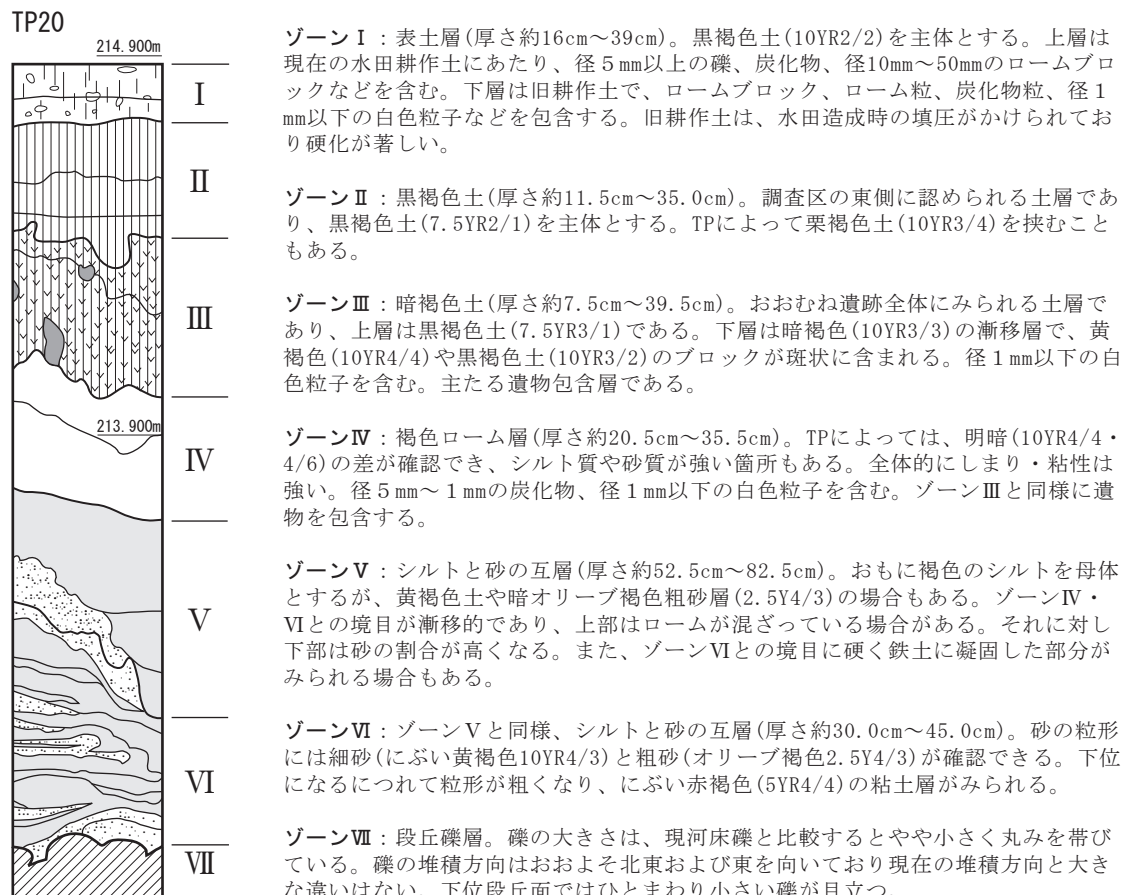 TP20
214.900m
Ⅰ
Ⅱ
Ⅲ
213.900m
Ⅳ
Ⅴ
Ⅵ
Ⅶ
ゾーンⅠ：表土層(厚さ約16cm～39cm)。黒褐色土(10YR2/2)を主体とする。上層は
現在の水田耕作土にあたり、径５mm以上の礫、炭化物、径10mm～50mmのロームブロ
ックなどを含む。下層は旧耕作土で、ロームブロック、ローム粒、炭化物粒、径１
mm以下の白色粒子などを包含する。旧耕作土は、水田造成時の填圧がかけられてお
り硬化が著しい。
ゾーンⅡ：黒褐色土(厚さ約11.5cm～35.0cm)。調査区の東側に認められる土層であ
り、黒褐色土(7.5YR2/1)を主体とする。TPによって栗褐色土(10YR3/4)を挟むこと
もある。
ゾーンⅢ：暗褐色土(厚さ約7.5cm～39.5cm)。おおむね遺跡全体にみられる土層で
あり、上層は黒褐色土(7.5YR3/1)である。下層は暗褐色(10YR3/3)の漸移層で、黄
褐色(10YR4/4)や黒褐色土(10YR3/2)のブロックが斑状に含まれる。径１mm以下の白
色粒子を含む。主たる遺物包含層である。
ゾーンⅣ：褐色ローム層(厚さ約20.5cm～35.5cm)。TPによっては、明暗(10YR4/4・
4/6)の差が確認でき、シルト質や砂質が強い箇所もある。全体的にしまり・粘性は
強い。径５mm～１mmの炭化物、径１mm以下の白色粒子を含む。ゾーンⅢと同様に遺
物を包含する。
ゾーンⅤ：シルトと砂の互層(厚さ約52.5cm～82.5cm)。おもに褐色のシルトを母体
とするが、黄褐色土や暗オリーブ褐色粗砂層(2.5Y4/3)の場合もある。ゾーンⅣ・
Ⅵとの境目が漸移的であり、上部はロームが混ざっている場合がある。それに対し
下部は砂の割合が高くなる。また、ゾーンⅥとの境目に硬く鉄土に凝固した部分が
みられる場合もある。
ゾーンⅥ：ゾーンⅤと同様、シルトと砂の互層(厚さ約30.0cm～45.0cm)。砂の粒形
には細砂(にぶい黄褐色10YR4/3)と粗砂(オリーブ褐色2.5Y4/3)が確認できる。下位
になるにつれて粒形が粗くなり、にぶい赤褐色(5YR4/4)の粘土層がみられる。
ゾーンⅦ：段丘礫層。礫の大きさは、現河床礫と比較するとやや小さく丸みを帯び
ている。礫の堆積方向はおおよそ北東および東を向いており現在の堆積方向と大き
な違いはない。下位段丘面ではひとまわり小さい礫が目立つ。